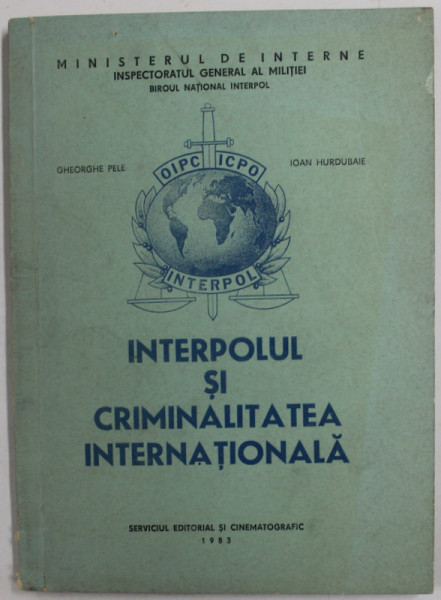 MINISTERUL DE INTERNE
INSPECTORATUL GENERAL AL MILIȚIEI
BIROUL NAȚIONAL INTERPOL
GHEORGHE PELE
IOAN HURDUBAIE
OIPC ICPO
INTERPOL
INTERPOLUL
ȘI
CRIMINALITATEA
INTERNAȚIONALĂ
SERVICIUL EDITORIAL ȘI CINEMATOGRAFIC
1983